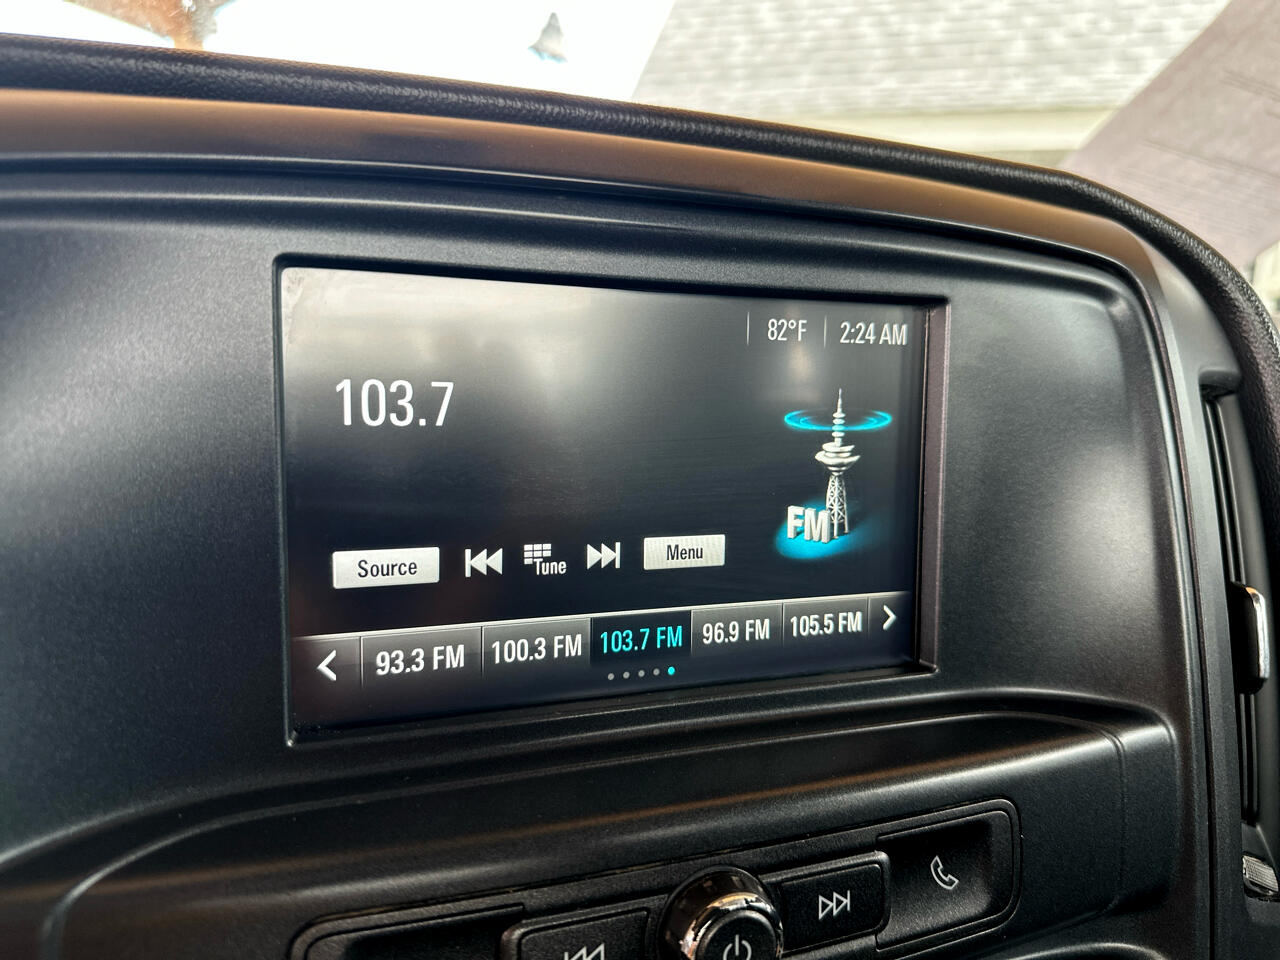 82°F 2:24 AM
103.7
FM
Source Tune Menu
93.3 FM 100.3 FM 103.7 FM 96.9 FM 105.5 FM